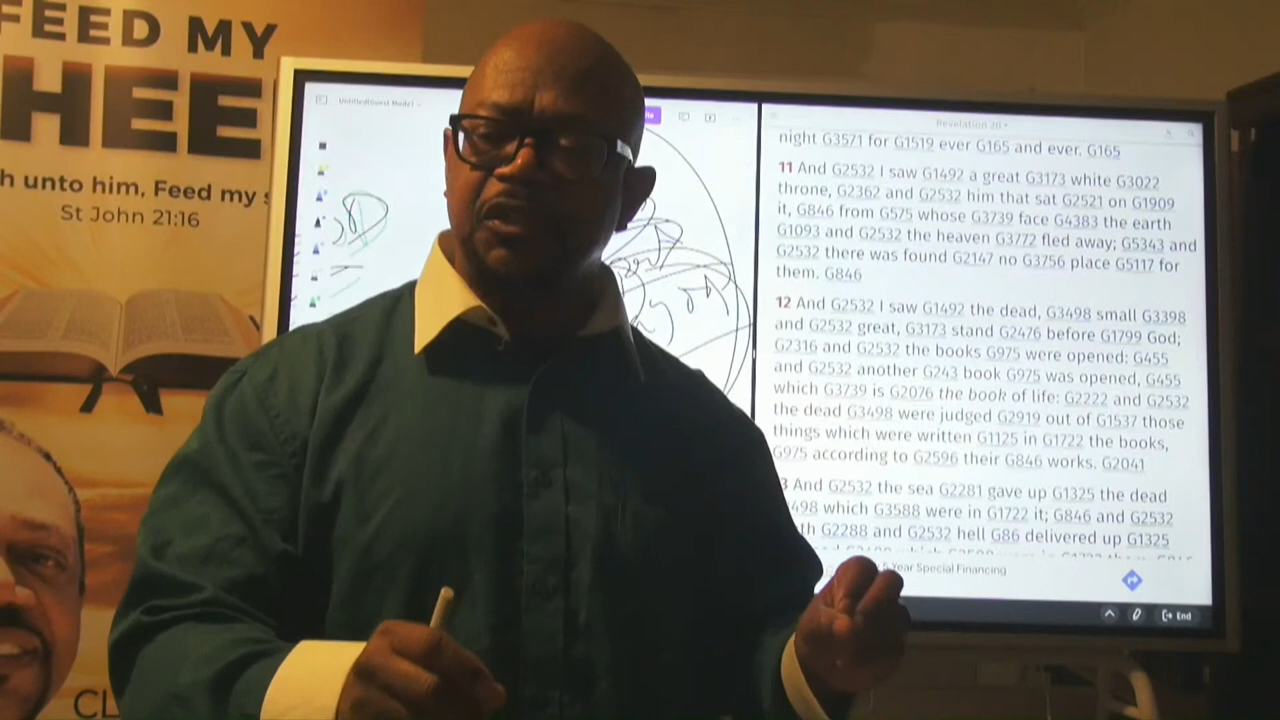 FEED MY
HEE
h unto him, Feed my s
St John 21:16
CL
Untitled(Guest Mode)
Revelation 20
night G3571 for G1519 ever G165 and ever. G165
11 And G2532 I saw G1492 a great G3173 white G3022
throne, G2362 and G2532 him that sat G2521 on G1909
it, G846 from G575 whose G3739 face G4383 the earth
G1093 and G2532 the heaven G3772 fled away; G5343 and
G2532 there was found G2147 no G3756 place G5117 for
them. G846
12 And G2532 I saw G1492 the dead, G3498 small G3398
and G2532 great, G3173 stand G2476 before G1799 God;
G2316 and G2532 the books G975 were opened: G455
and G2532 another G243 book G975 was opened, G455
which G3739 is G2076 the book of life: G2222 and G2532
the dead G3498 were judged G2919 out of G1537 those
things which were written G1125 in G1722 the books,
G975 according to G2596 their G846 works. G2041
3 And G2532 the sea G2281 gave up G1325 the dead
498 which G3588 were in G1722 it; G846 and G2532
th G2288 and G2532 hell G86 delivered up G1325
5 Year Special Financing
End